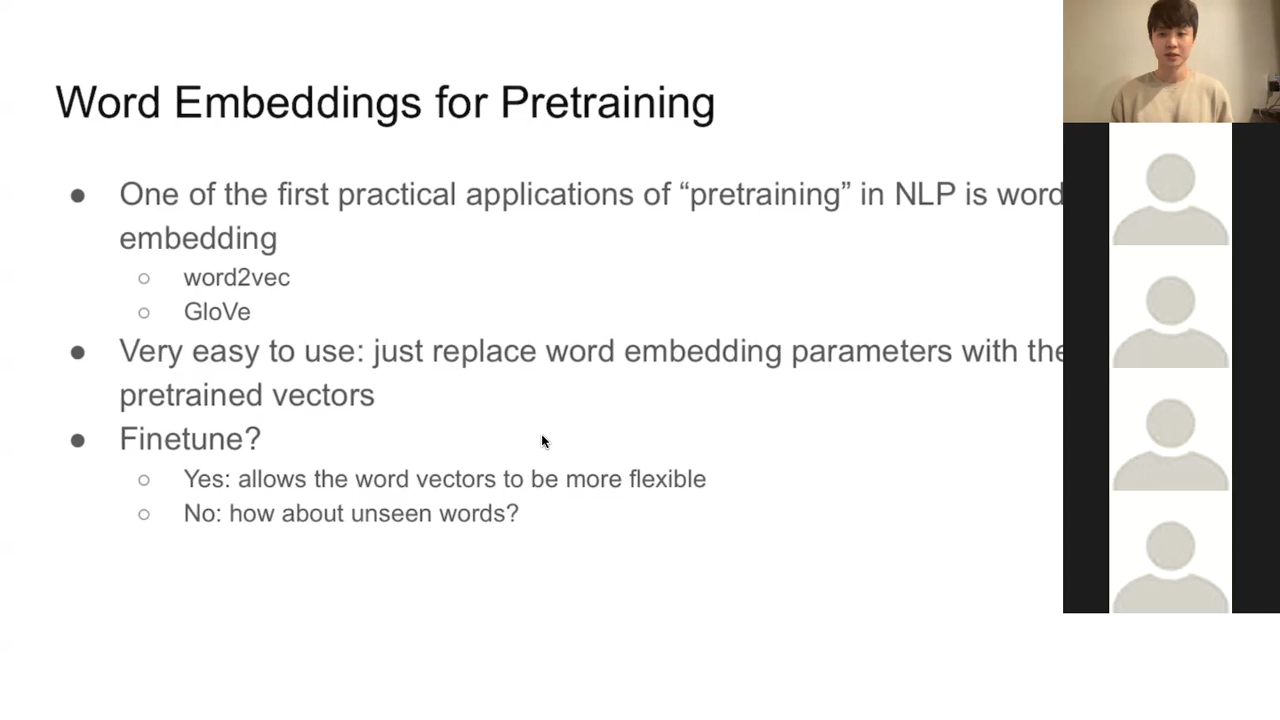 Word Embeddings for Pretraining
● One of the first practical applications of “pretraining” in NLP is word
embedding
○ word2vec
○ GloVe
● Very easy to use: just replace word embedding parameters with the
pretrained vectors
● Finetune?
○ Yes: allows the word vectors to be more flexible
○ No: how about unseen words?